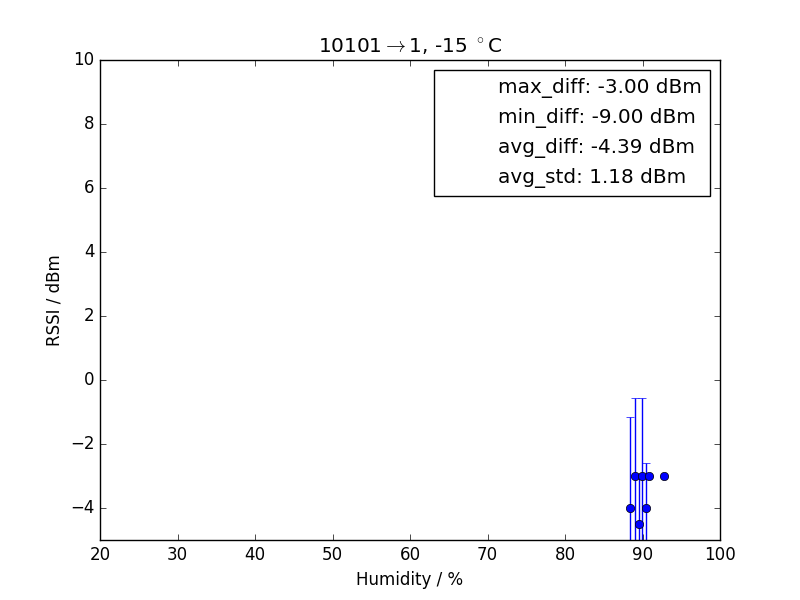 10101→1, -15 °C
max_diff: -3.00 dBm
min_diff: -9.00 dBm
avg_diff: -4.39 dBm
avg_std: 1.18 dBm
10
8
6
4
2
0
−2
−4
RSSI / dBm
20 30 40 50 60 70 80 90 100
Humidity / %